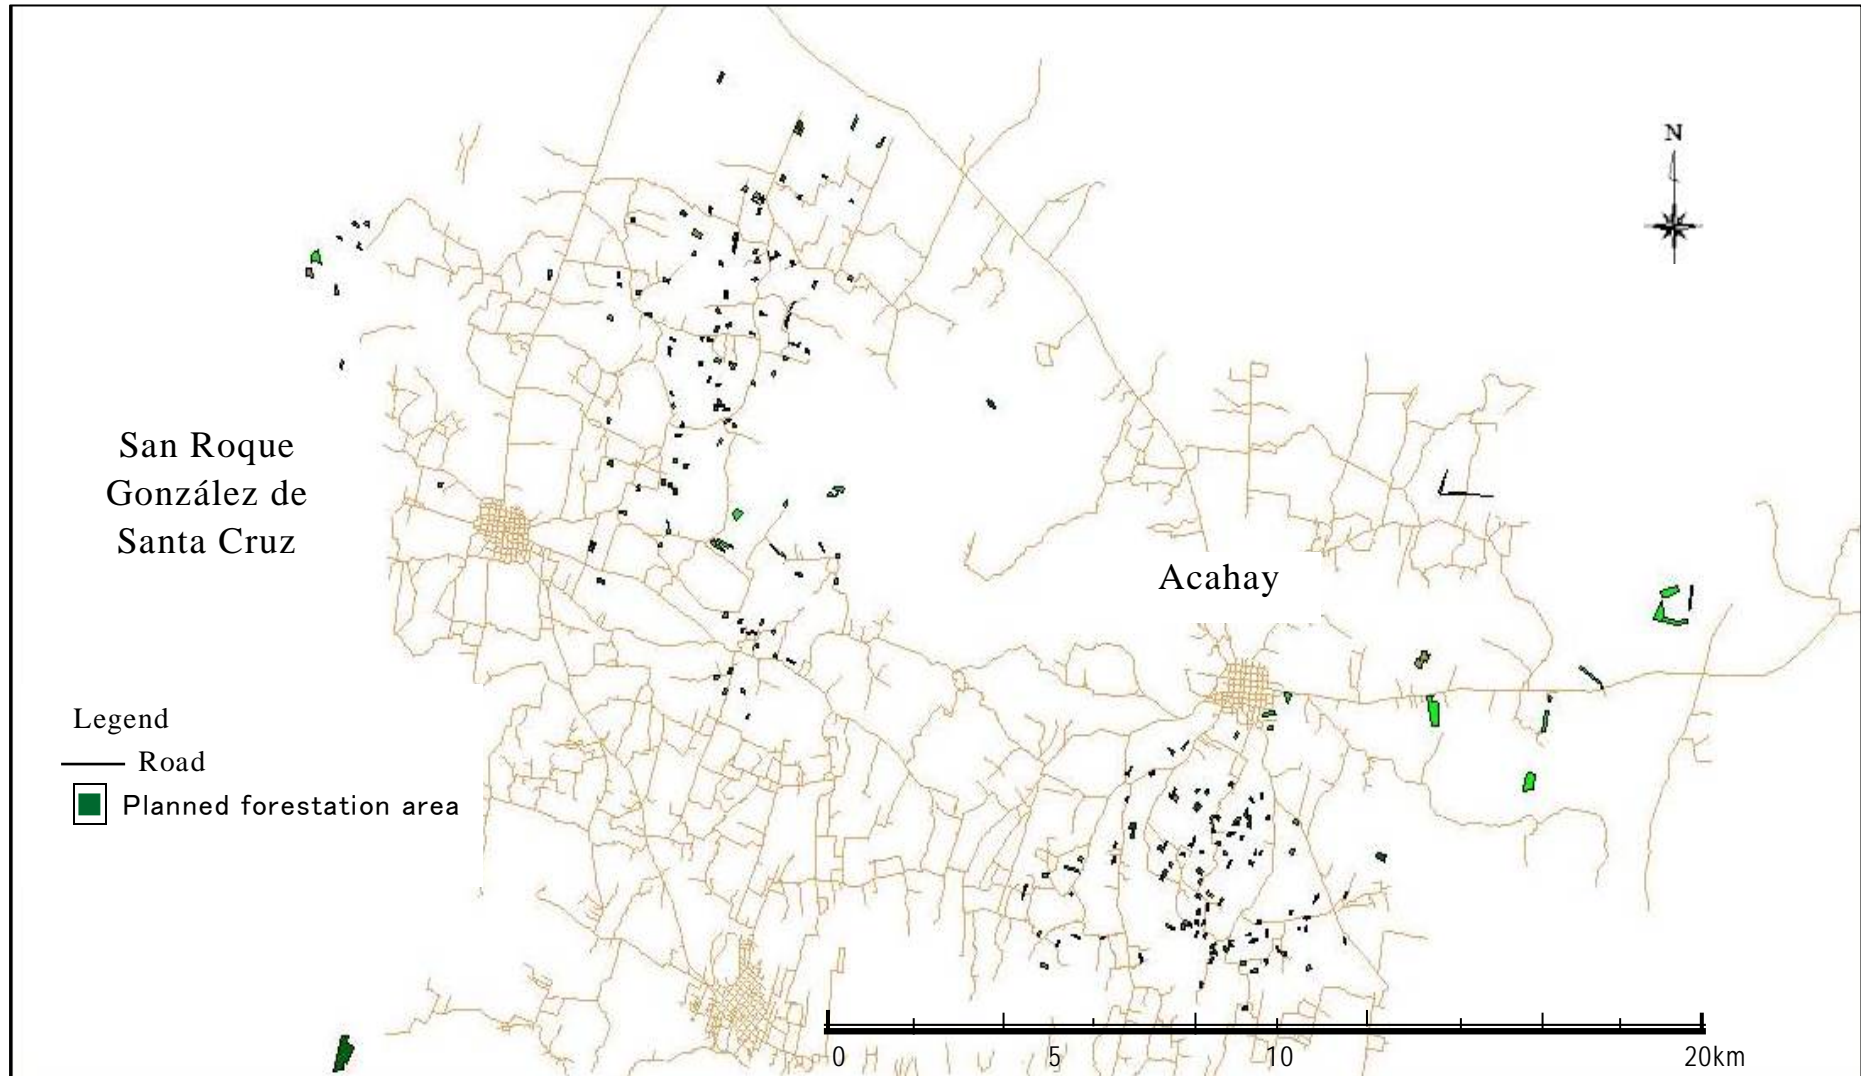 N
San Roque
González de
Santa Cruz
Acahay
Legend
Road
Planned forestation area
0 5 10 20km